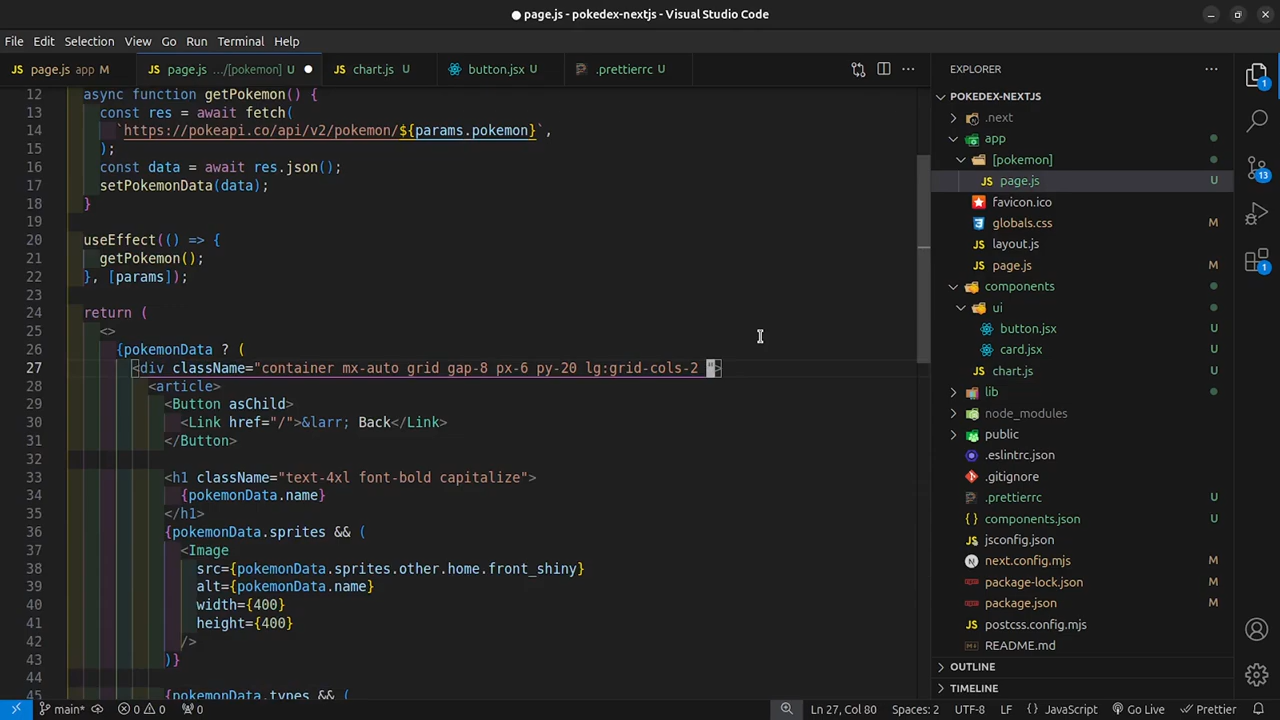 page.js - pokedex-nextjs - Visual Studio Code
File Edit Selection View Go Run Terminal Help
page.js app M
page.js .../[pokemon] U
chart.js U
button.jsx U
.prettierrc U
12 async function getPokemon() {
13 const res = await fetch(
14 `https://pokeapi.co/api/v2/pokemon/${params.pokemon}`,
15 );
16 const data = await res.json();
17 setPokemonData(data);
18 }
19
20 useEffect(() => {
21 getPokemon();
22 }, [params]);
23
24 return (
25 <>
26 {pokemonData ? (
27 <div className="container mx-auto grid gap-8 px-6 py-20 lg:grid-cols-2 ">
28 <article>
29 <Button asChild>
30 <Link href="/">&larr; Back</Link>
31 </Button>
32
33 <h1 className="text-4xl font-bold capitalize">
34 {pokemonData.name}
35 </h1>
36 {pokemonData.sprites && (
37 <Image
38 src={pokemonData.sprites.other.home.front_shiny}
39 alt={pokemonData.name}
40 width={400}
41 height={400}
42 />
43 )}
44
45 {pokemonData.types && (
EXPLORER
POKEDEX-NEXTJS
.next
app
[pokemon]
page.js U
favicon.ico
globals.css M
layout.js
page.js M
components
ui
button.jsx U
card.jsx U
chart.js U
lib
node_modules
public
.eslintrc.json
.gitignore
.prettierrc U
components.json U
jsconfig.json
next.config.mjs M
package-lock.json M
package.json M
postcss.config.mjs
README.md
OUTLINE
TIMELINE
1
13
1
main*
0 0
0
Ln 27, Col 80
Spaces: 2
UTF-8
LF
JavaScript
Go Live
Prettier